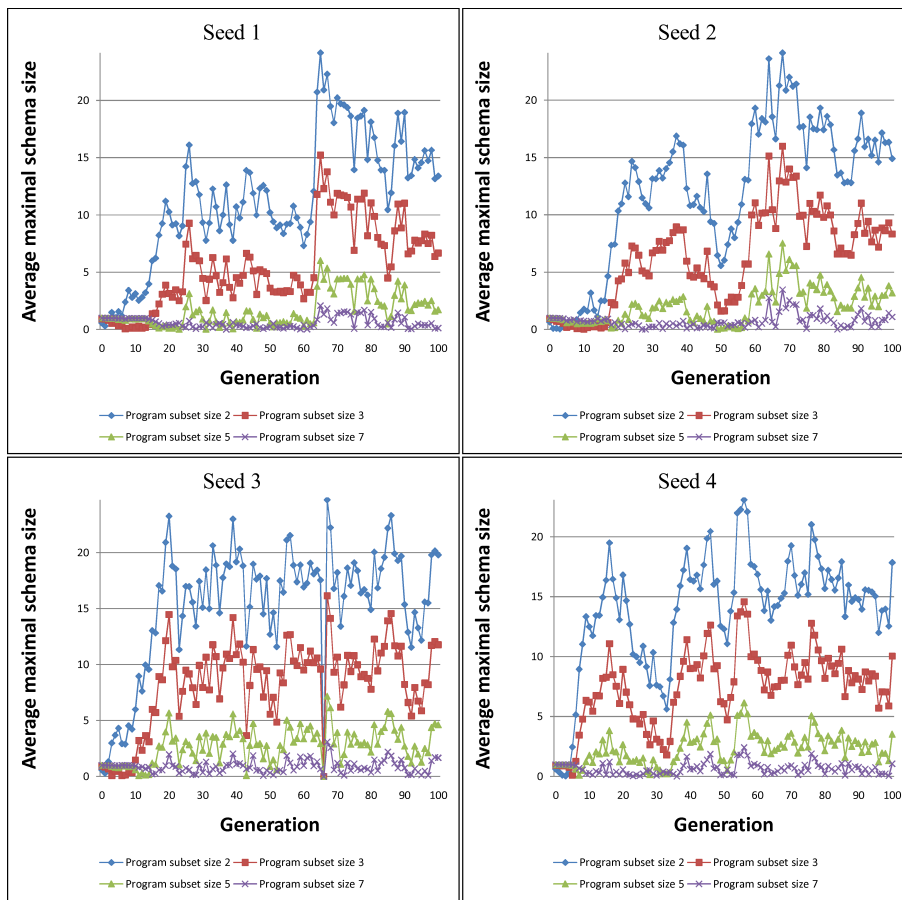 Seed 1
Average maximal schema size
20
15
10
5
0
0 10 20 30 40 50 60 70 80 90 100
Generation
Program subset size 2 Program subset size 3
Program subset size 5 Program subset size 7
Seed 2
Average maximal schema size
20
15
10
5
0
0 10 20 30 40 50 60 70 80 90 100
Generation
Program subset size 2 Program subset size 3
Program subset size 5 Program subset size 7
Seed 3
Average maximal schema size
20
15
10
5
0
0 10 20 30 40 50 60 70 80 90 100
Generation
Program subset size 2 Program subset size 3
Program subset size 5 Program subset size 7
Seed 4
Average maximal schema size
20
15
10
5
0
0 10 20 30 40 50 60 70 80 90 100
Generation
Program subset size 2 Program subset size 3
Program subset size 5 Program subset size 7